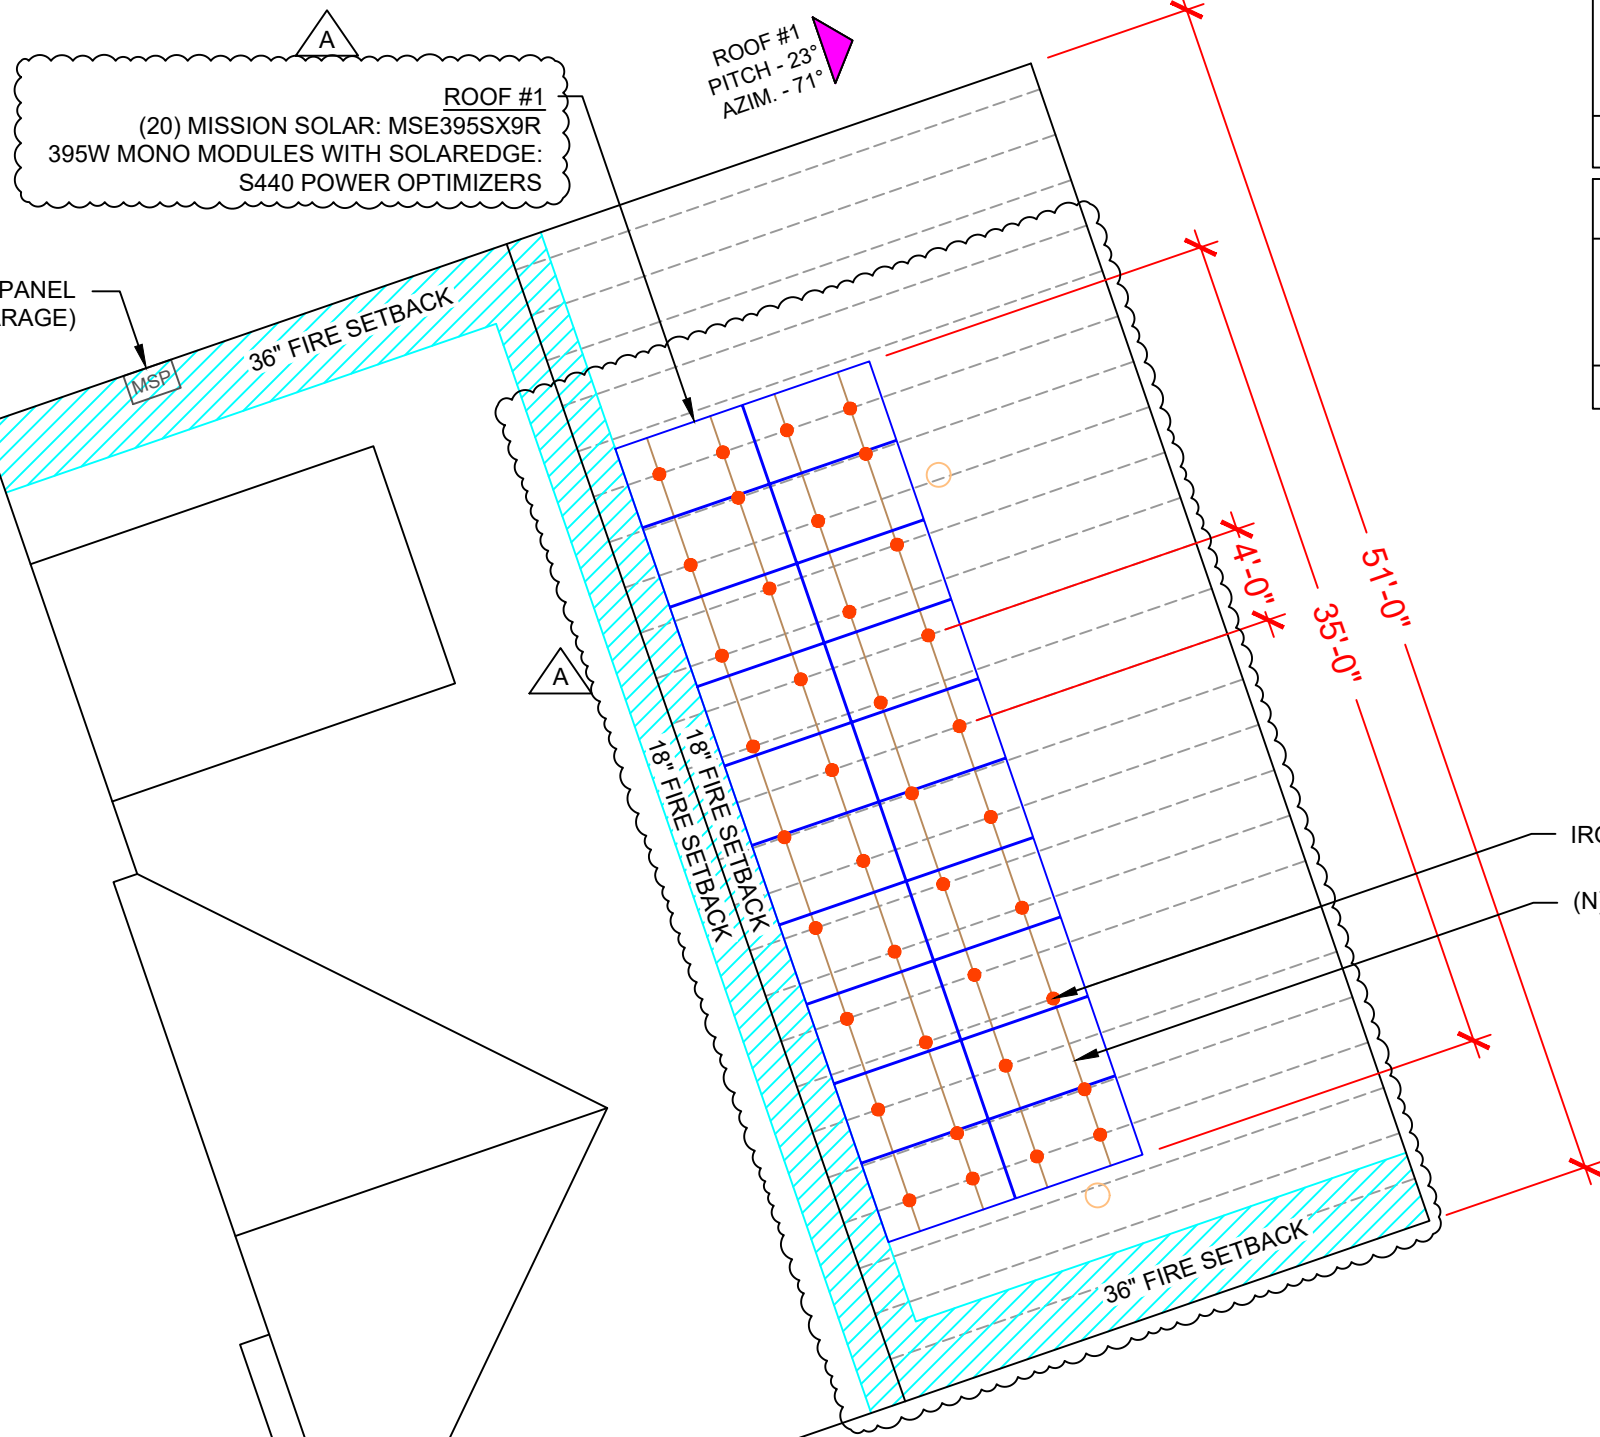 A
ROOF #1
(20) MISSION SOLAR: MSE395SX9R
395W MONO MODULES WITH SOLAREDGE:
S440 POWER OPTIMIZERS
ROOF #1
PITCH - 23°
AZIM. - 71°
PANEL
RAGE)
MSP
36" FIRE SETBACK
A
18" FIRE SETBACK
18" FIRE SETBACK
4'-0"
35'-0"
51'-0"
IRO
(N)
36" FIRE SETBACK